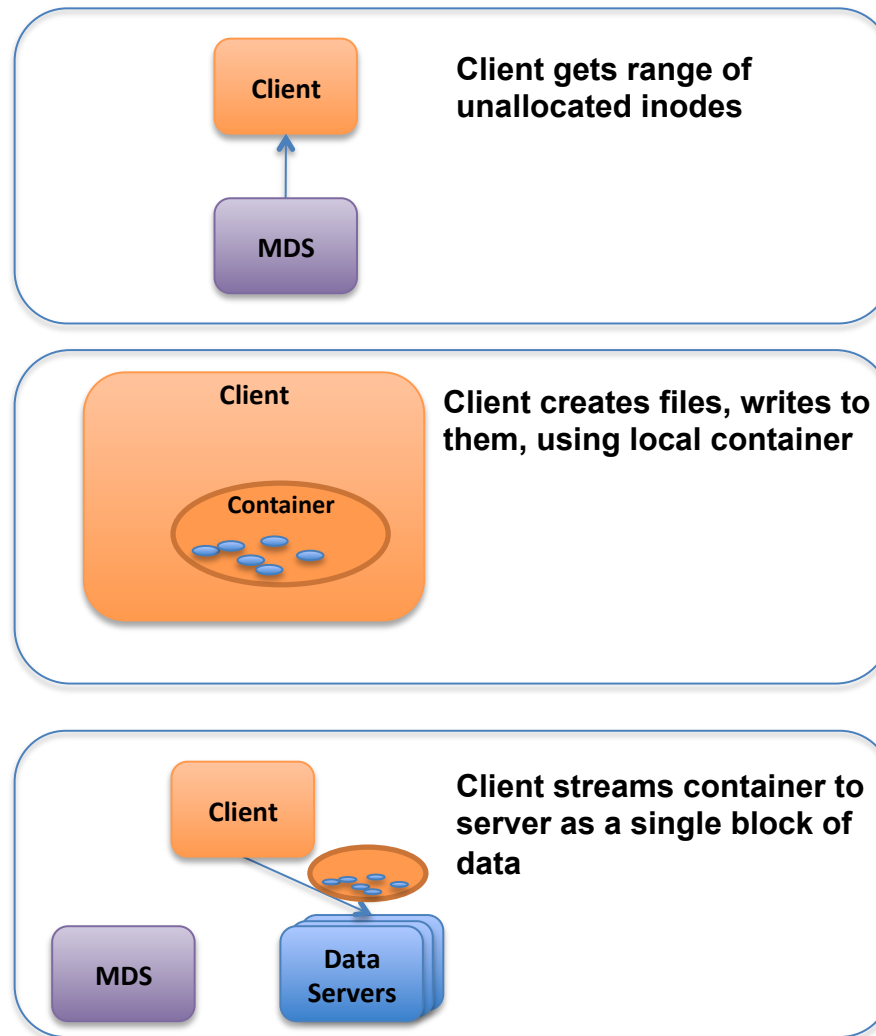 Client
Client gets range of
unallocated inodes
MDS
Client
Client creates files, writes to
them, using local container
Container
Client
Client streams container to
server as a single block of
data
MDS
Data
Servers